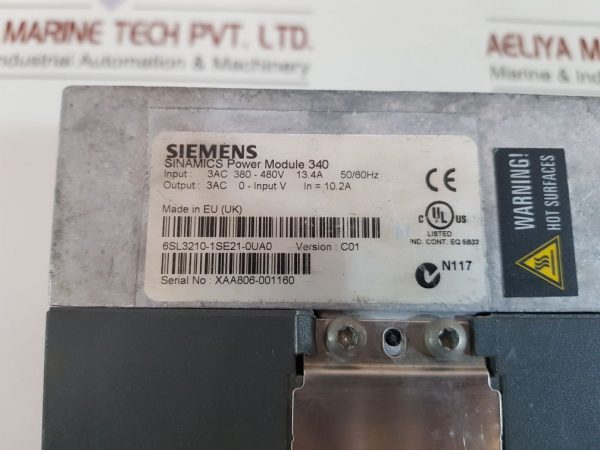 MARINE TECH PVT. LTD.
Industrial Automation & Machinery
AELIYA M
Marine & Indust
SIEMENS
SINAMICS Power Module 340
Input : 3AC 380 - 480V 13.4A 50/60Hz
Output : 3AC 0 - Input V In = 10.2A
Made in EU (UK)
6SL3210-1SE21-0UA0 Version : C01
Serial No : XAA806-001160
CE
C UL US
LISTED
IND. CONT. EQ 5B33
N117
WARNING!
HOT SURFACES